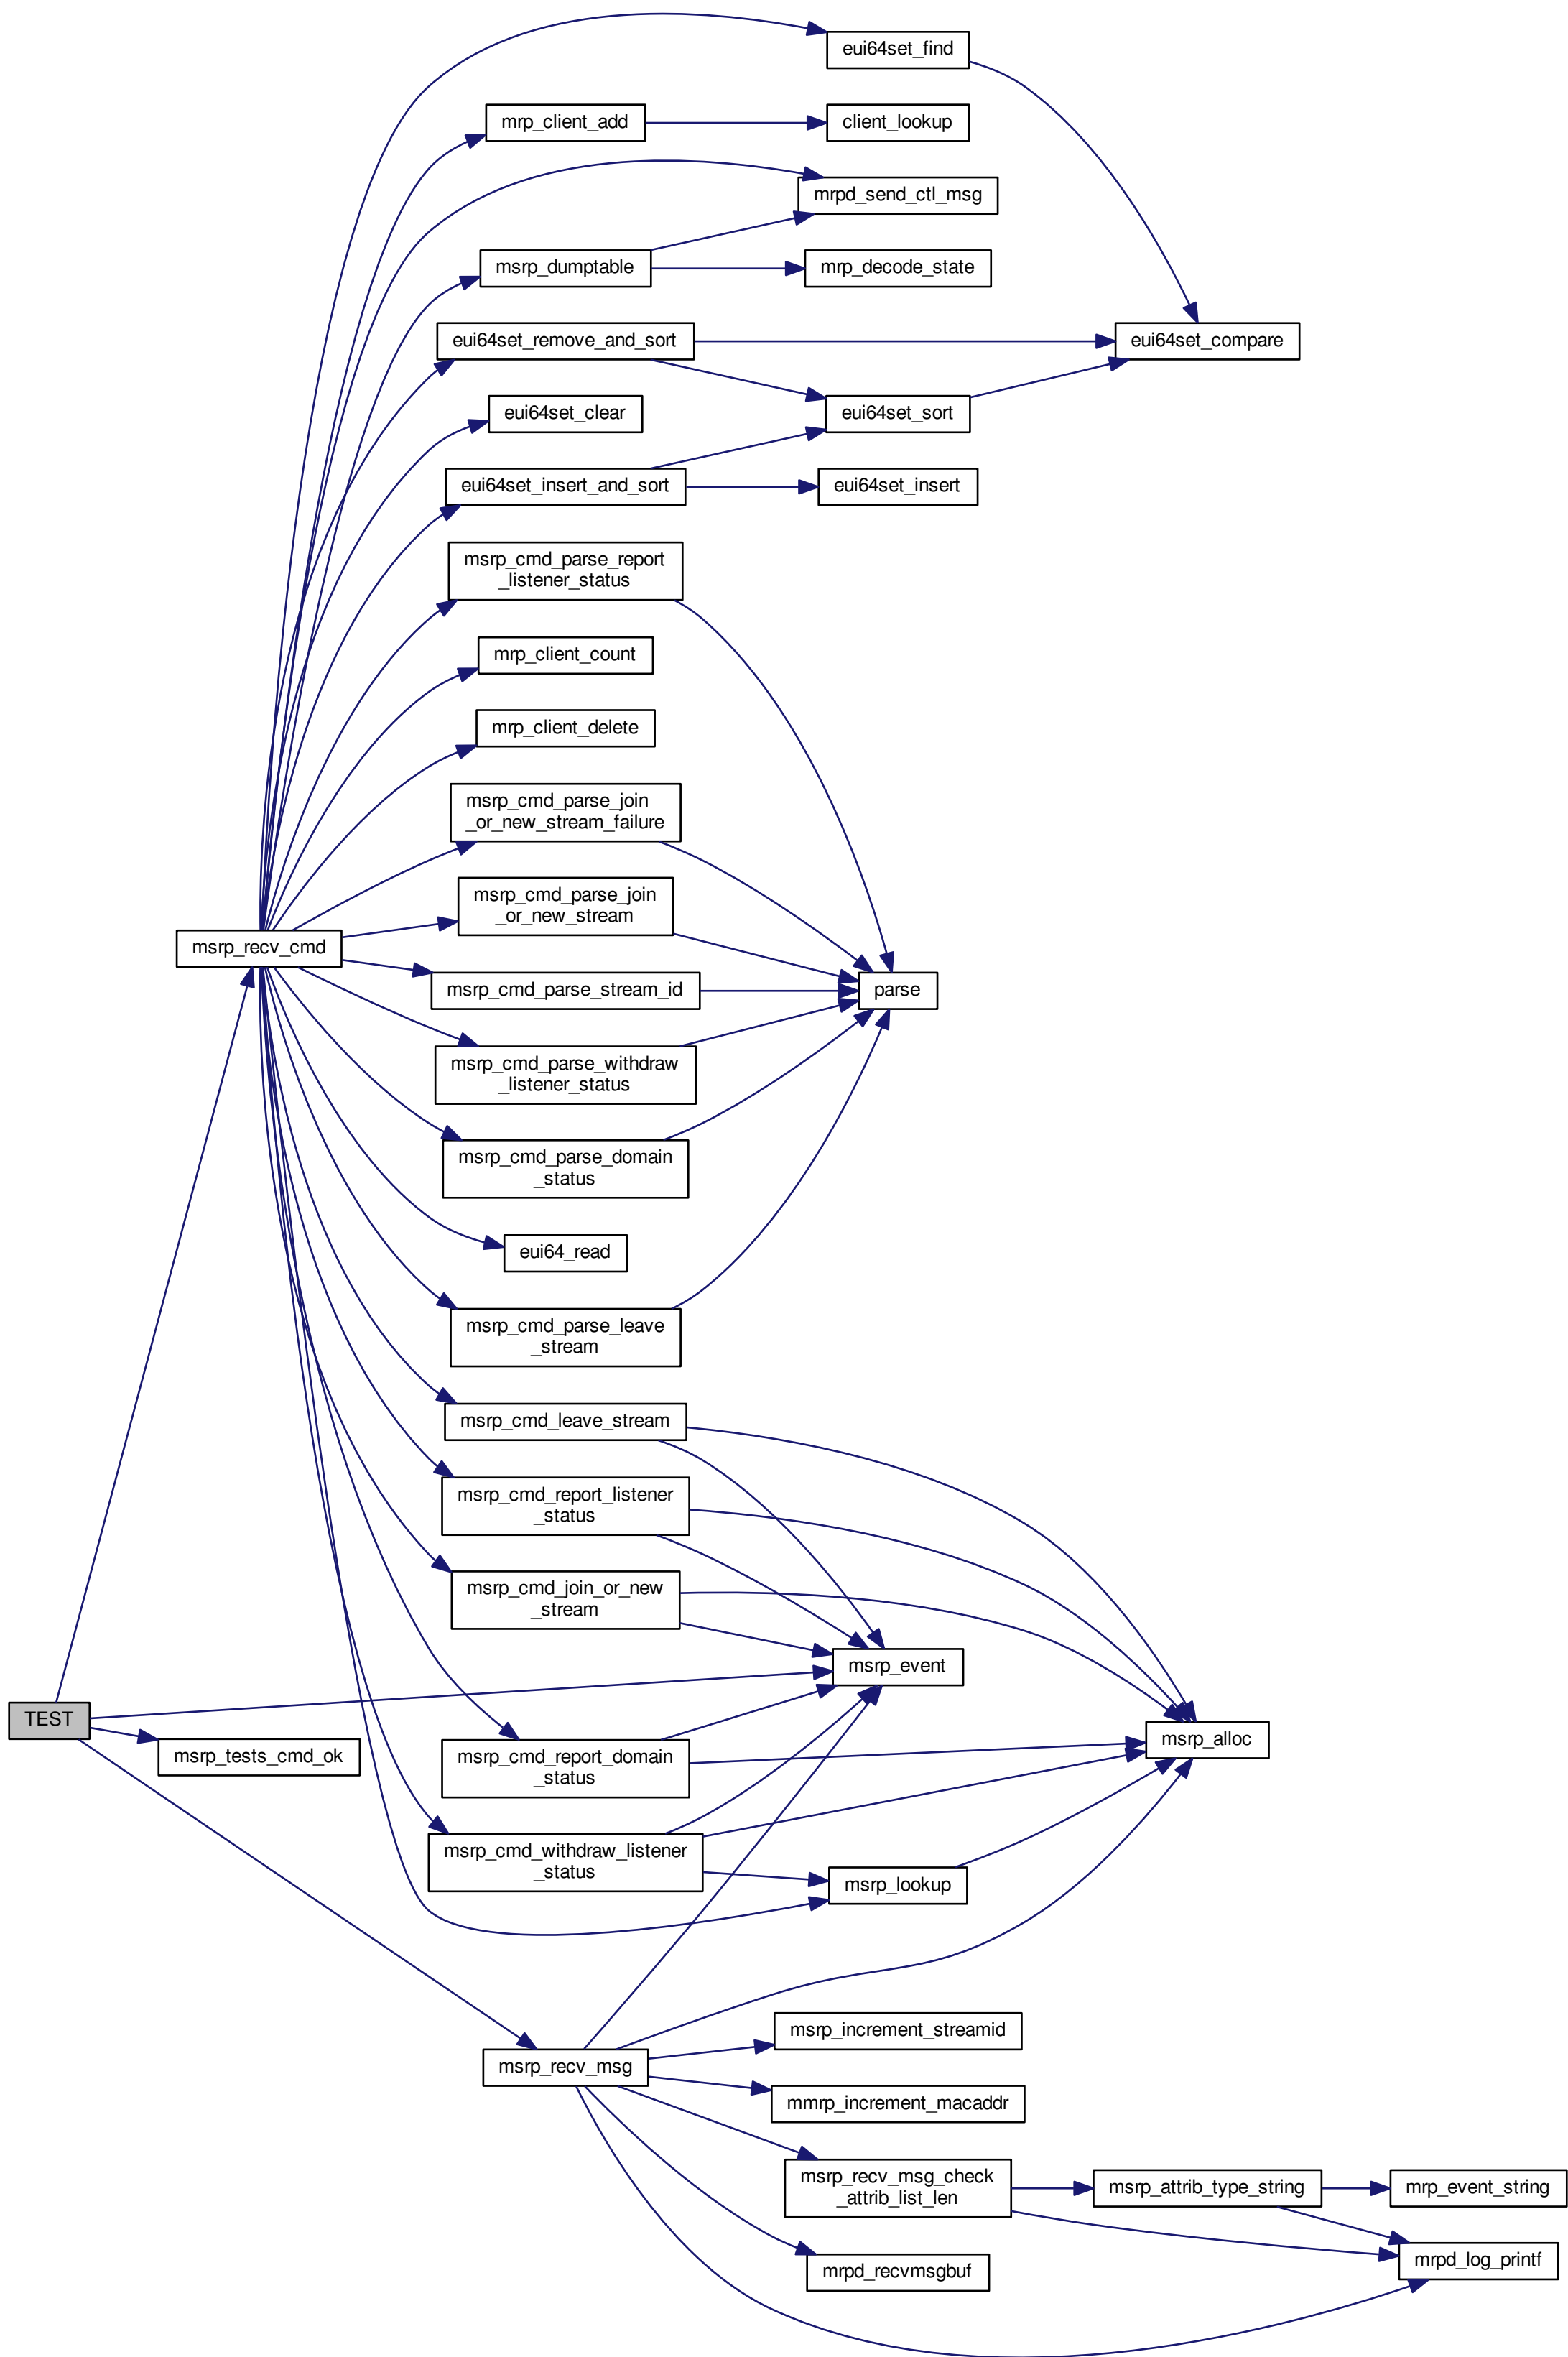 eui64set_find
mrp_client_add
client_lookup
mrpd_send_ctl_msg
msrp_dumptable
mrp_decode_state
eui64set_remove_and_sort
eui64set_compare
eui64set_clear
eui64set_sort
eui64set_insert_and_sort
eui64set_insert
msrp_cmd_parse_report
_listener_status
mrp_client_count
mrp_client_delete
msrp_cmd_parse_join
_or_new_stream_failure
msrp_cmd_parse_join
_or_new_stream
msrp_recv_cmd
msrp_cmd_parse_stream_id
parse
msrp_cmd_parse_withdraw
_listener_status
msrp_cmd_parse_domain
_status
eui64_read
msrp_cmd_parse_leave
_stream
msrp_cmd_leave_stream
msrp_cmd_report_listener
_status
msrp_cmd_join_or_new
_stream
msrp_event
TEST
msrp_tests_cmd_ok
msrp_cmd_report_domain
_status
msrp_alloc
msrp_cmd_withdraw_listener
_status
msrp_lookup
msrp_increment_streamid
msrp_recv_msg
mmrp_increment_macaddr
msrp_recv_msg_check
_attrib_list_len
msrp_attrib_type_string
mrp_event_string
mrpd_recvmsgbuf
mrpd_log_printf